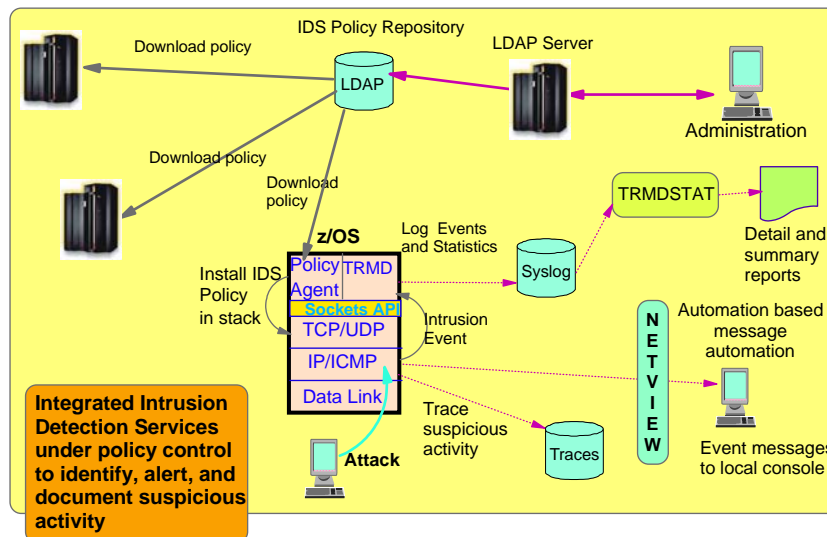 IDS Policy Repository
Download policy
LDAP Server
LDAP
Administration
Download policy
Download policy
TRMDSTAT
z/OS
Log Events
and Statistics
Detail and
summary
reports
Syslog
Install IDS
Policy
in stack
Policy
Agent
TRMD
Sockets API
TCP/UDP
IP/ICMP
Data Link
Intrusion
Event
NETVIEW
Automation based
message
automation
Trace
suspicious
activity
Traces
Event messages
to local console
Attack
Integrated Intrusion
Detection Services
under policy control
to identify, alert, and
document suspicious
activity